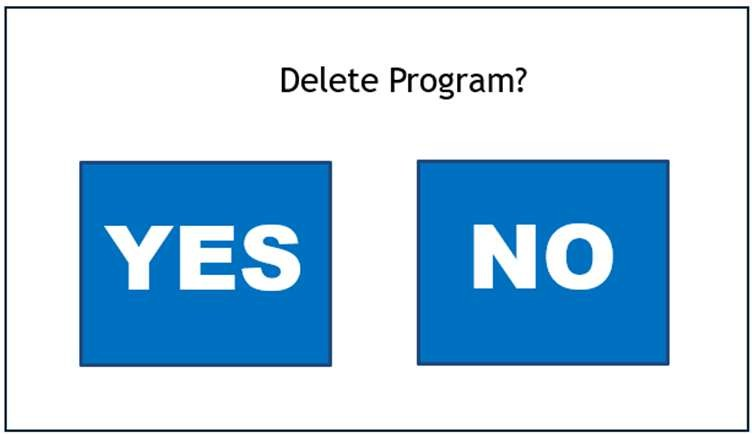 Delete Program?
YES
NO